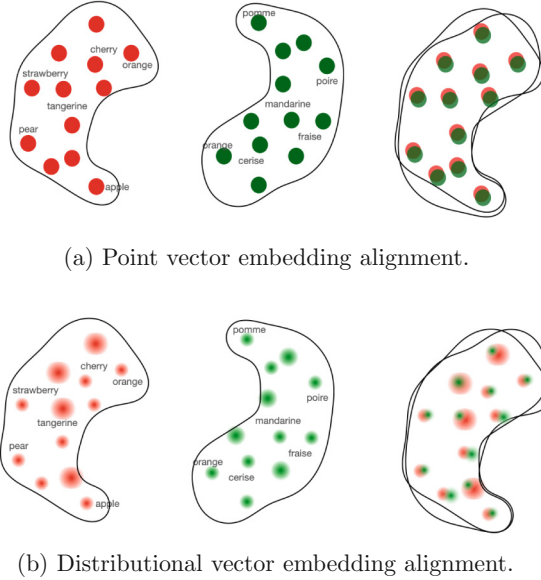 pomme
cherry
orange
strawberry
tangerine
pear
apple
poire
mandarine
fraise
orange
cerise
(a) Point vector embedding alignment.
pomme
cherry
orange
strawberry
tangerine
pear
apple
poire
mandarine
fraise
orange
cerise
(b) Distributional vector embedding alignment.